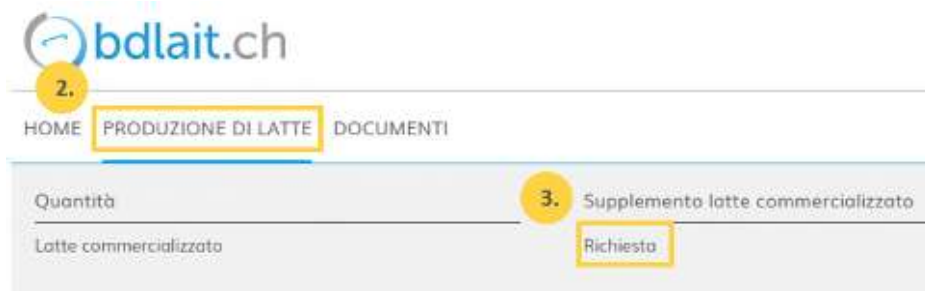 bdlait.ch
2.
HOME PRODUZIONE DI LATTE DOCUMENTI
Quantità 3. Supplemento latte commercializzato
Latte commercializzato Richiesta